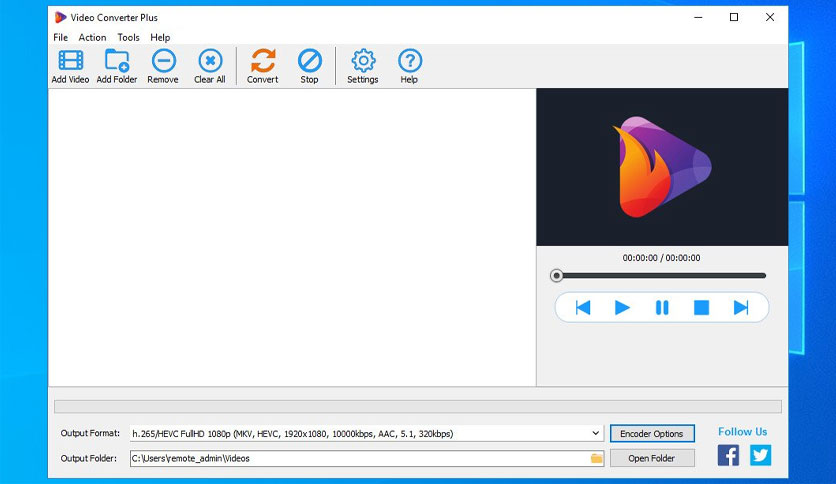 Video Converter Plus
File Action Tools Help
Add Video Add Folder Remove Clear All Convert Stop Settings Help
00:00:00 / 00:00:00
Output Format: h.265/HEVC FullHD 1080p (MKV, HEVC, 1920x1080, 10000kbps, AAC, 5.1, 320kbps) Encoder Options Follow Us
Output Folder: C:\Users\remote_admin\Videos Open Folder